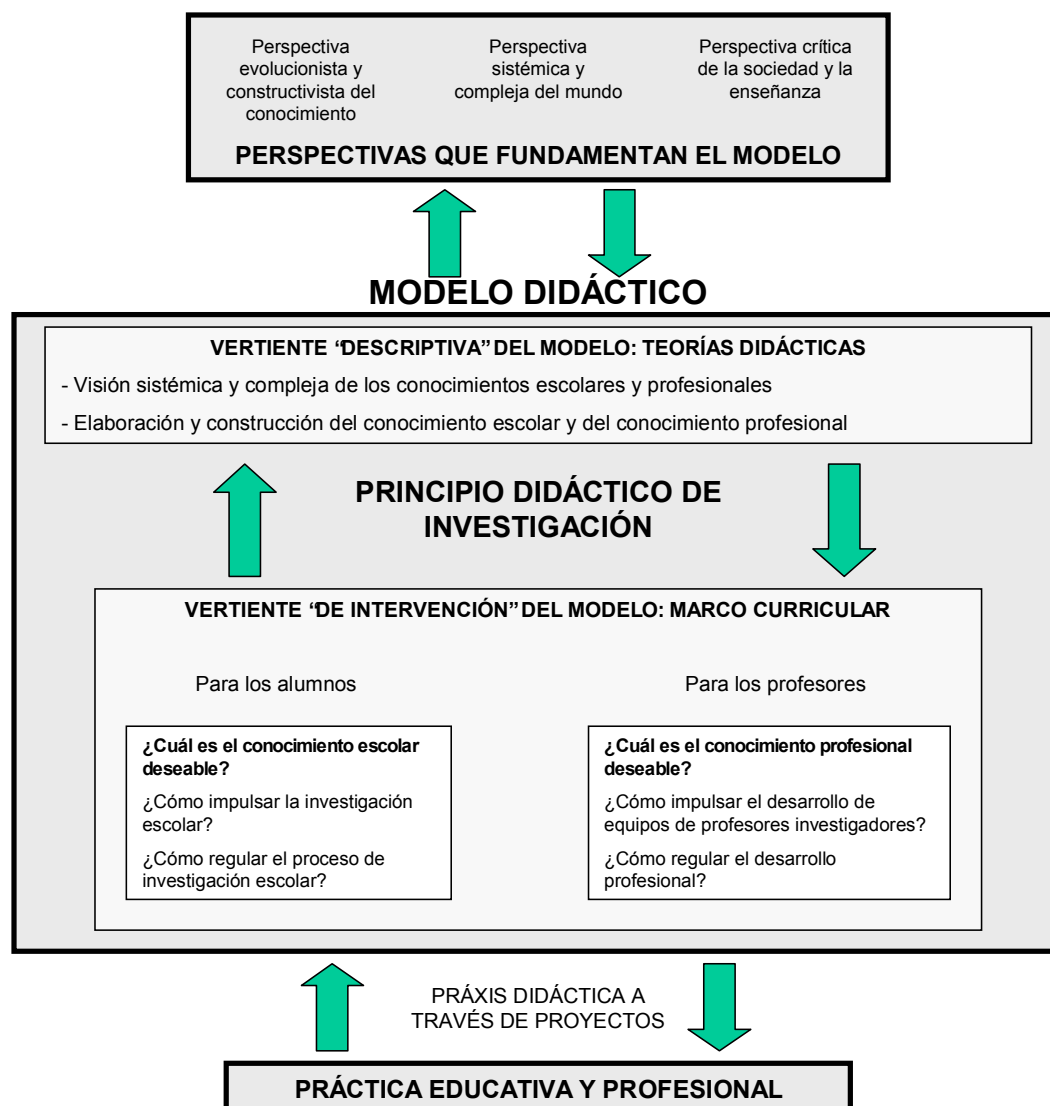 Perspectiva
evolucionista y
constructivista del
conocimiento
Perspectiva
sistémica y
compleja del mundo
Perspectiva crítica
de la sociedad y la
enseñanza
PERSPECTIVAS QUE FUNDAMENTAN EL MODELO
MODELO DIDÁCTICO
VERTIENTE “DESCRIPTIVA” DEL MODELO: TEORÍAS DIDÁCTICAS
- Visión sistémica y compleja de los conocimientos escolares y profesionales
- Elaboración y construcción del conocimiento escolar y del conocimiento profesional
PRINCIPIO DIDÁCTICO DE
INVESTIGACIÓN
VERTIENTE “DE INTERVENCIÓN” DEL MODELO: MARCO CURRICULAR
Para los alumnos
¿Cuál es el conocimiento escolar
deseable?
¿Cómo impulsar la investigación
escolar?
¿Cómo regular el proceso de
investigación escolar?
Para los profesores
¿Cuál es el conocimiento profesional
deseable?
¿Cómo impulsar el desarrollo de
equipos de profesores investigadores?
¿Cómo regular el desarrollo
profesional?
PRÁXIS DIDÁCTICA A
TRAVÉS DE PROYECTOS
PRÁCTICA EDUCATIVA Y PROFESIONAL